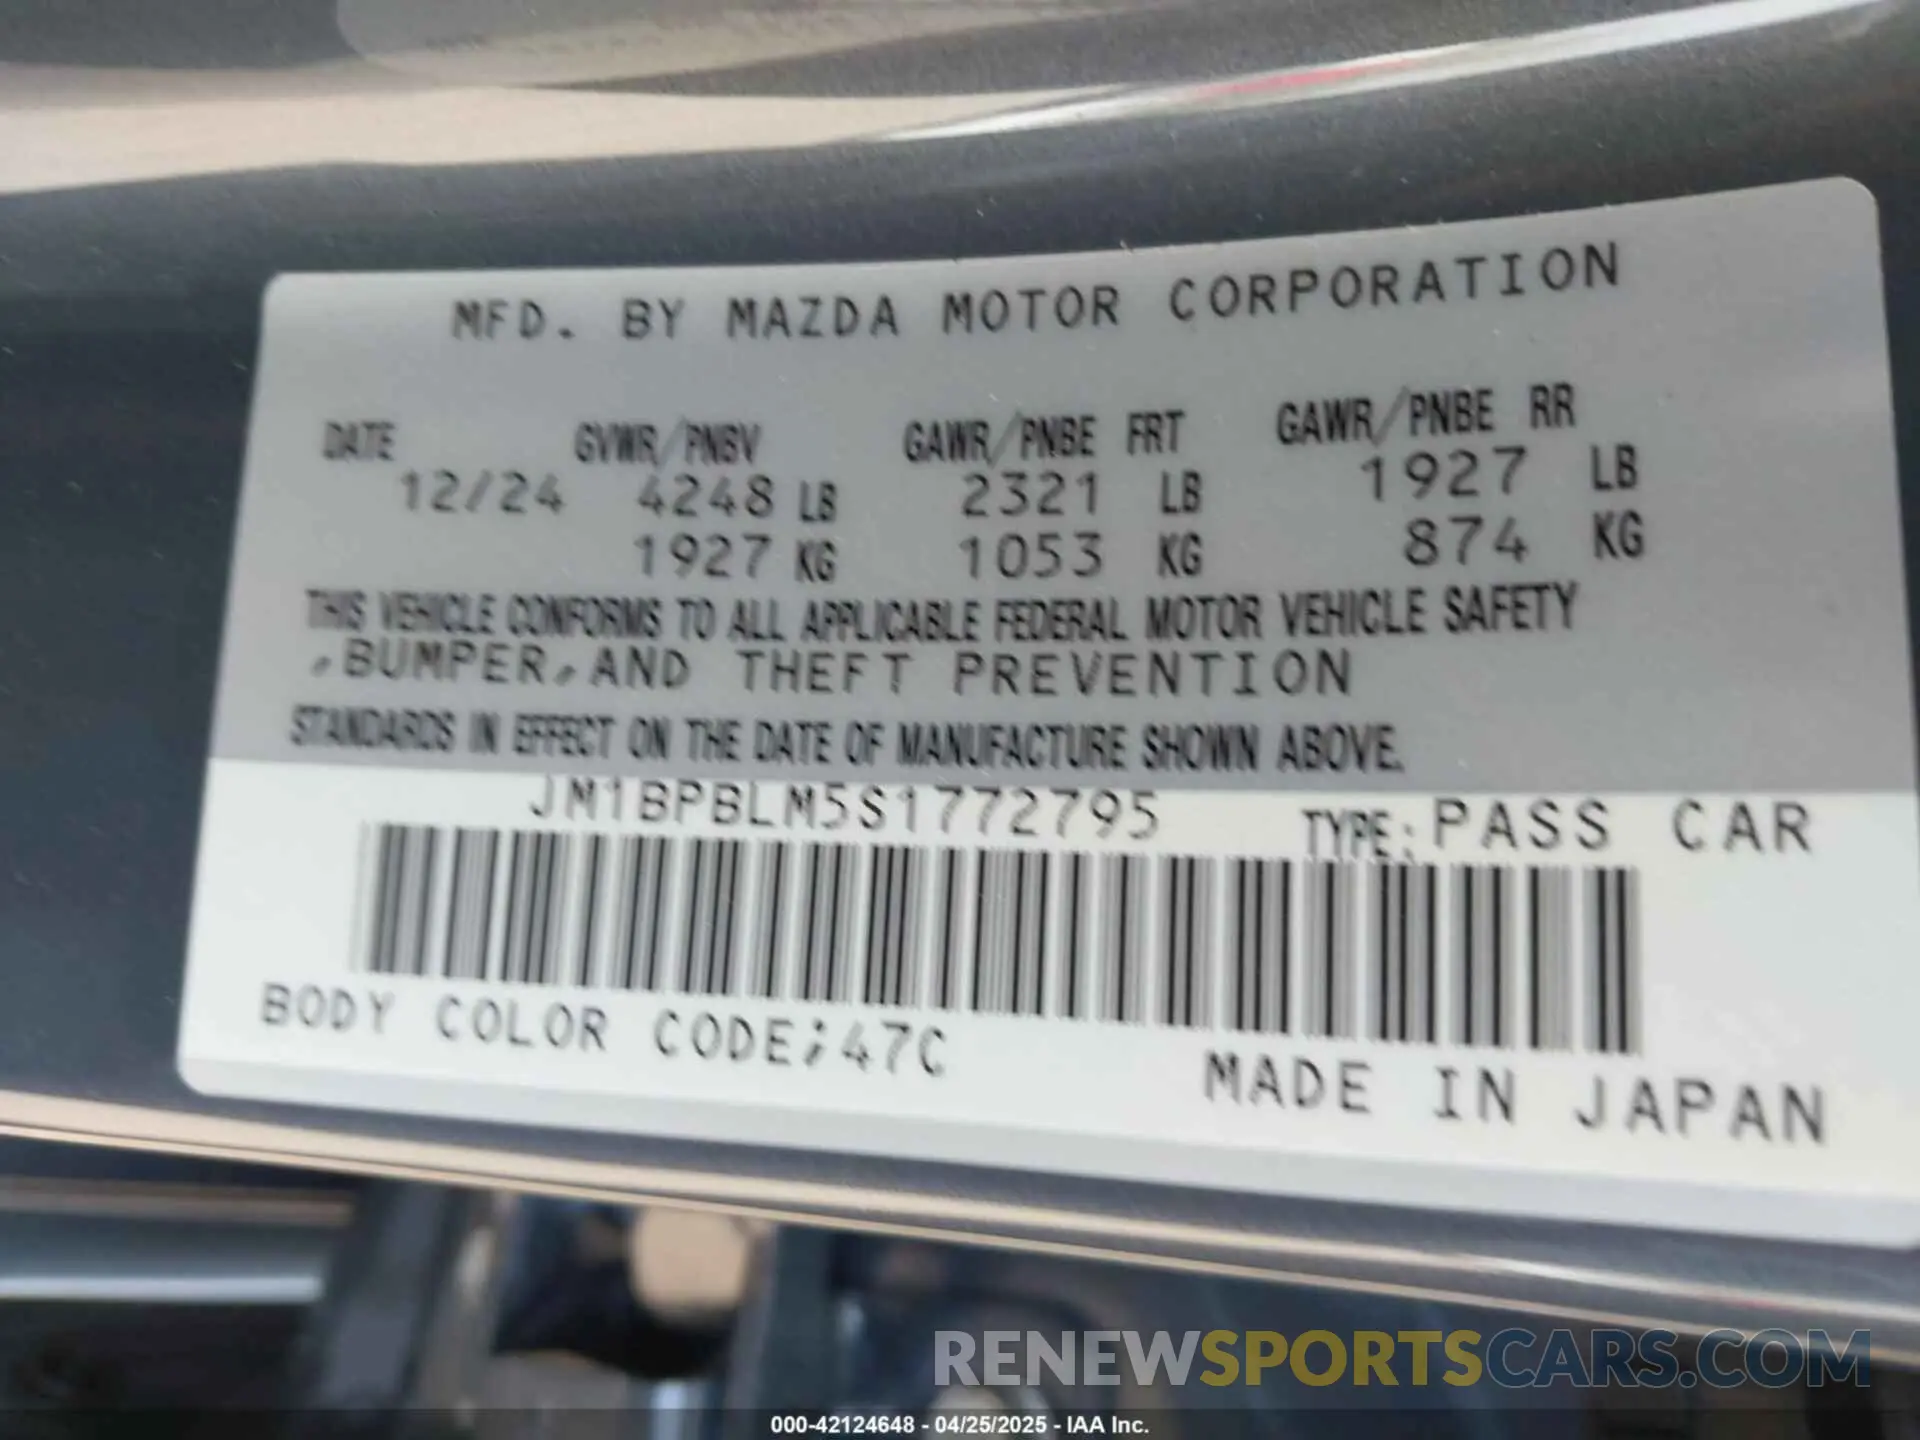 MFD. BY MAZDA MOTOR CORPORATION
DATE GVWR/PNBV GAWR/PNBE FRT GAWR/PNBE RR
12/24 4248 LB 2321 LB 1927 LB
1927 KG 1053 KG 874 KG
THIS VEHICLE CONFORMS TO ALL APPLICABLE FEDERAL MOTOR VEHICLE SAFETY
,BUMPER,AND THEFT PREVENTION
STANDARDS IN EFFECT ON THE DATE OF MANUFACTURE SHOWN ABOVE.
JM1BPBLM5S1772795 TYPE: PASS CAR
BODY COLOR CODE;47C
MADE IN JAPAN
RENEWSPORTSCARS.COM
000-42124648 - 04/25/2025 - IAA Inc.